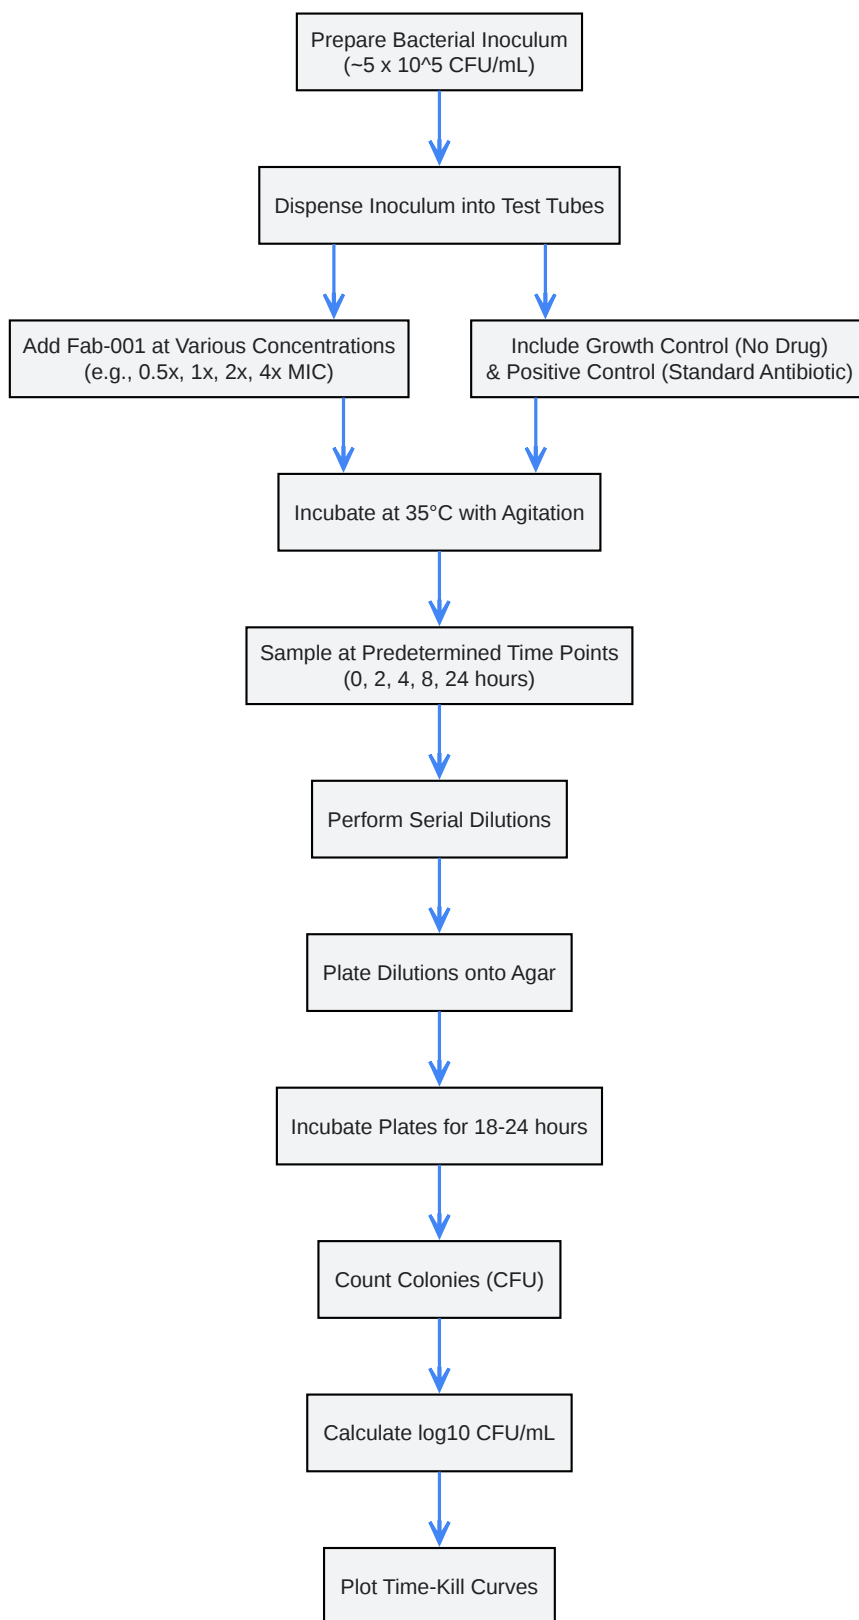 Prepare Bacterial Inoculum
(~5 x 10^5 CFU/mL)
Dispense Inoculum into Test Tubes
Add Fab-001 at Various Concentrations
(e.g., 0.5x, 1x, 2x, 4x MIC)
Include Growth Control (No Drug)
& Positive Control (Standard Antibiotic)
Incubate at 35°C with Agitation
Sample at Predetermined Time Points
(0, 2, 4, 8, 24 hours)
Perform Serial Dilutions
Plate Dilutions onto Agar
Incubate Plates for 18-24 hours
Count Colonies (CFU)
Calculate log10 CFU/mL
Plot Time-Kill Curves